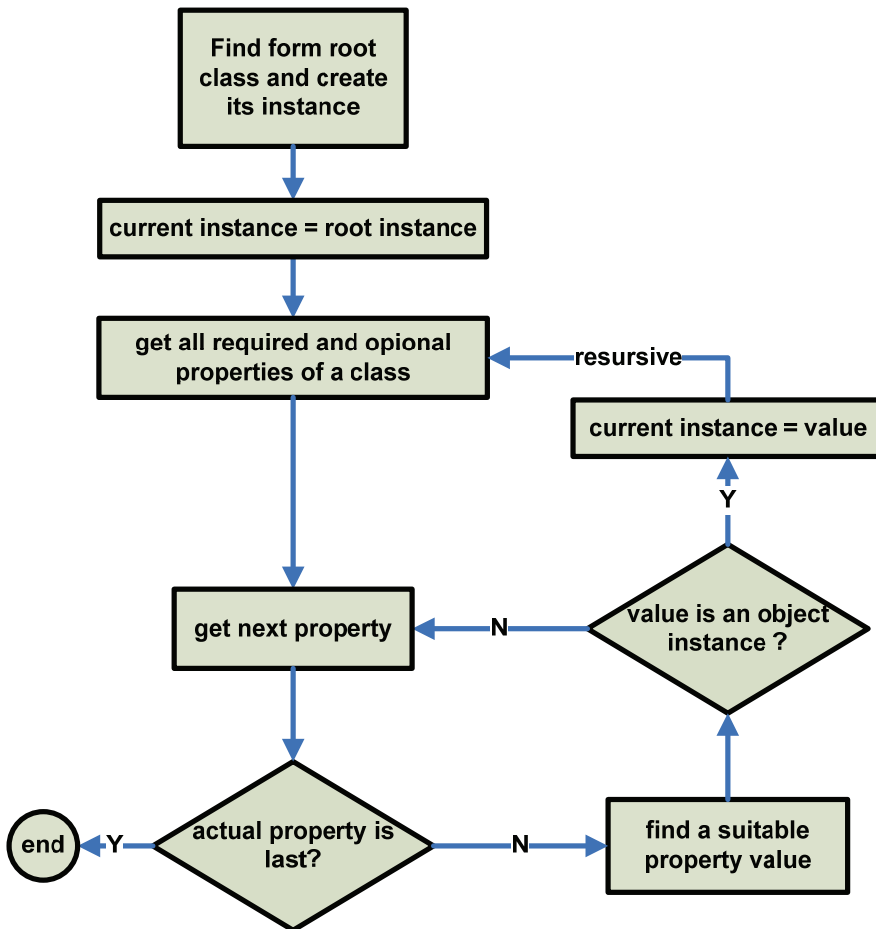 Find form root
class and create
its instance
current instance = root instance
get all required and opional
properties of a class
resursive
current instance = value
Y
value is an object
instance ?
N
get next property
actual property is
last?
Y
end
N
find a suitable
property value